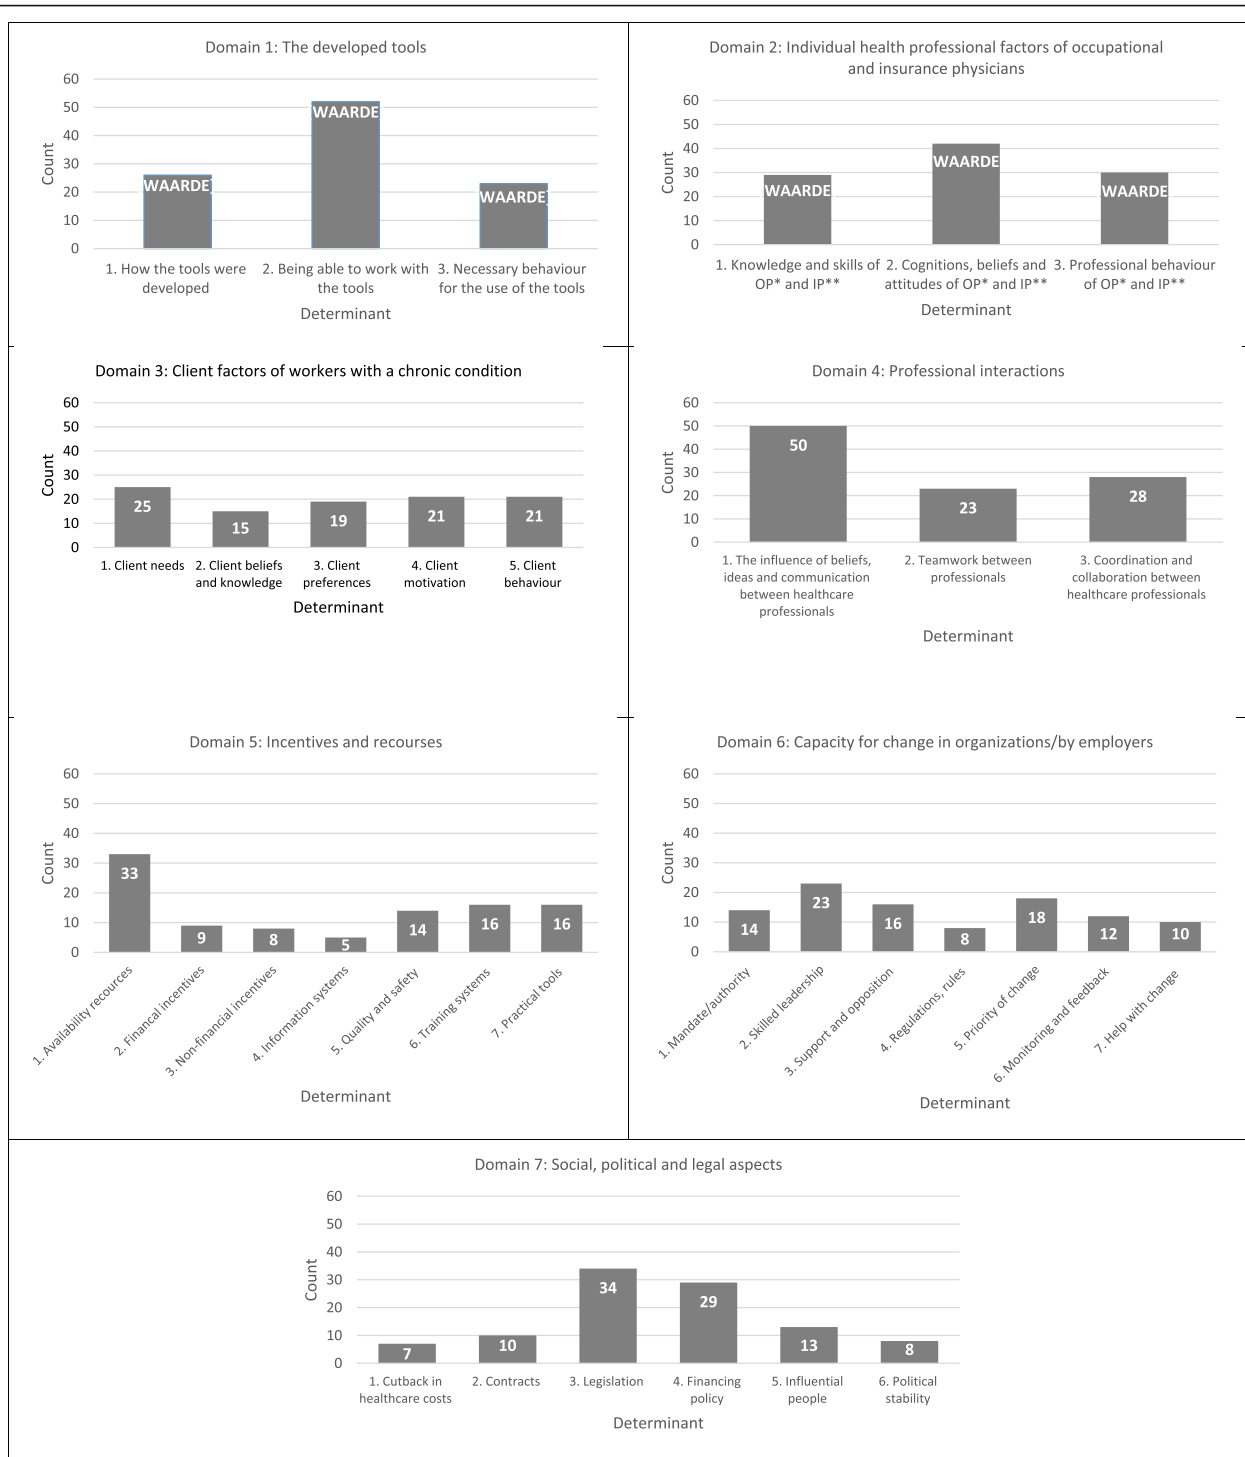 Domain 1: The developed tools
60
50
40
30
20
10
0
Count
WAARDE]
WAARDE
WAARDE]
1. How the tools were
developed
2. Being able to work with
the tools
3. Necessary behaviour
for the use of the tools
Determinant
Domain 2: Individual health professional factors of occupational
and insurance physicians
60
50
40
30
20
10
0
Count
WAARDE
WAARDE
WAARDE
1. Knowledge and skills of
OP* and IP**
2. Cognitions, beliefs and
attitudes of OP* and IP**
3. Professional behaviour
of OP* and IP**
Determinant
Domain 3: Client factors of workers with a chronic condition
60
50
40
30
20
10
0
Count
25
15
19
21
21
1. Client needs
2. Client beliefs
and knowledge
3. Client
preferences
4. Client
motivation
5. Client
behaviour
Determinant
Domain 4: Professional interactions
60
50
40
30
20
10
0
Count
50
23
28
1. The influence of beliefs,
ideas and communication
between healthcare
professionals
2. Teamwork between
professionals
3. Coordination and
collaboration between
healthcare professionals
Determinant
Domain 5: Incentives and recourses
60
50
40
30
20
10
0
Count
33
9
8
5
14
16
16
1. Availability recources
2. Financal incentives
3. Non-financial incentives
4. Information systems
5. Quality and safety
6. Training systems
7. Practical tools
Determinant
Domain 6: Capacity for change in organizations/by employers
60
50
40
30
20
10
0
Count
14
23
16
8
18
12
10
1. Mandate/authority
2. Skilled leadership
3. Support and opposition
4. Regulations, rules
5. Priority of change
6. Monitoring and feedback
7. Help with change
Determinant
Domain 7: Social, political and legal aspects
60
50
40
30
20
10
0
Count
7
10
34
29
13
8
1. Cutback in
healthcare costs
2. Contracts
3. Legislation
4. Financing
policy
5. Influential
people
6. Political
stability
Determinant